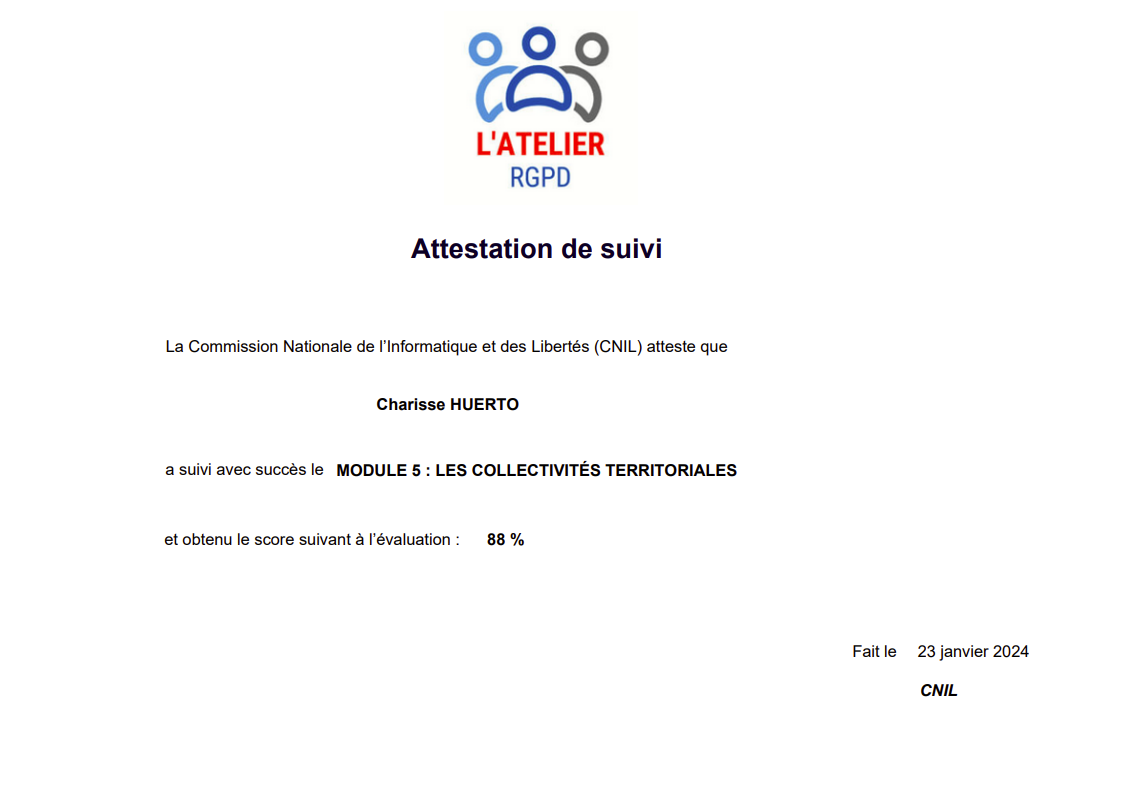 L'ATELIER
RGPD
Attestation de suivi
La Commission Nationale de l’Informatique et des Libertés (CNIL) atteste que
Charisse HUERTO
a suivi avec succès le MODULE 5 : LES COLLECTIVITÉS TERRITORIALES
et obtenu le score suivant à l’évaluation : 88 %
Fait le 23 janvier 2024
CNIL